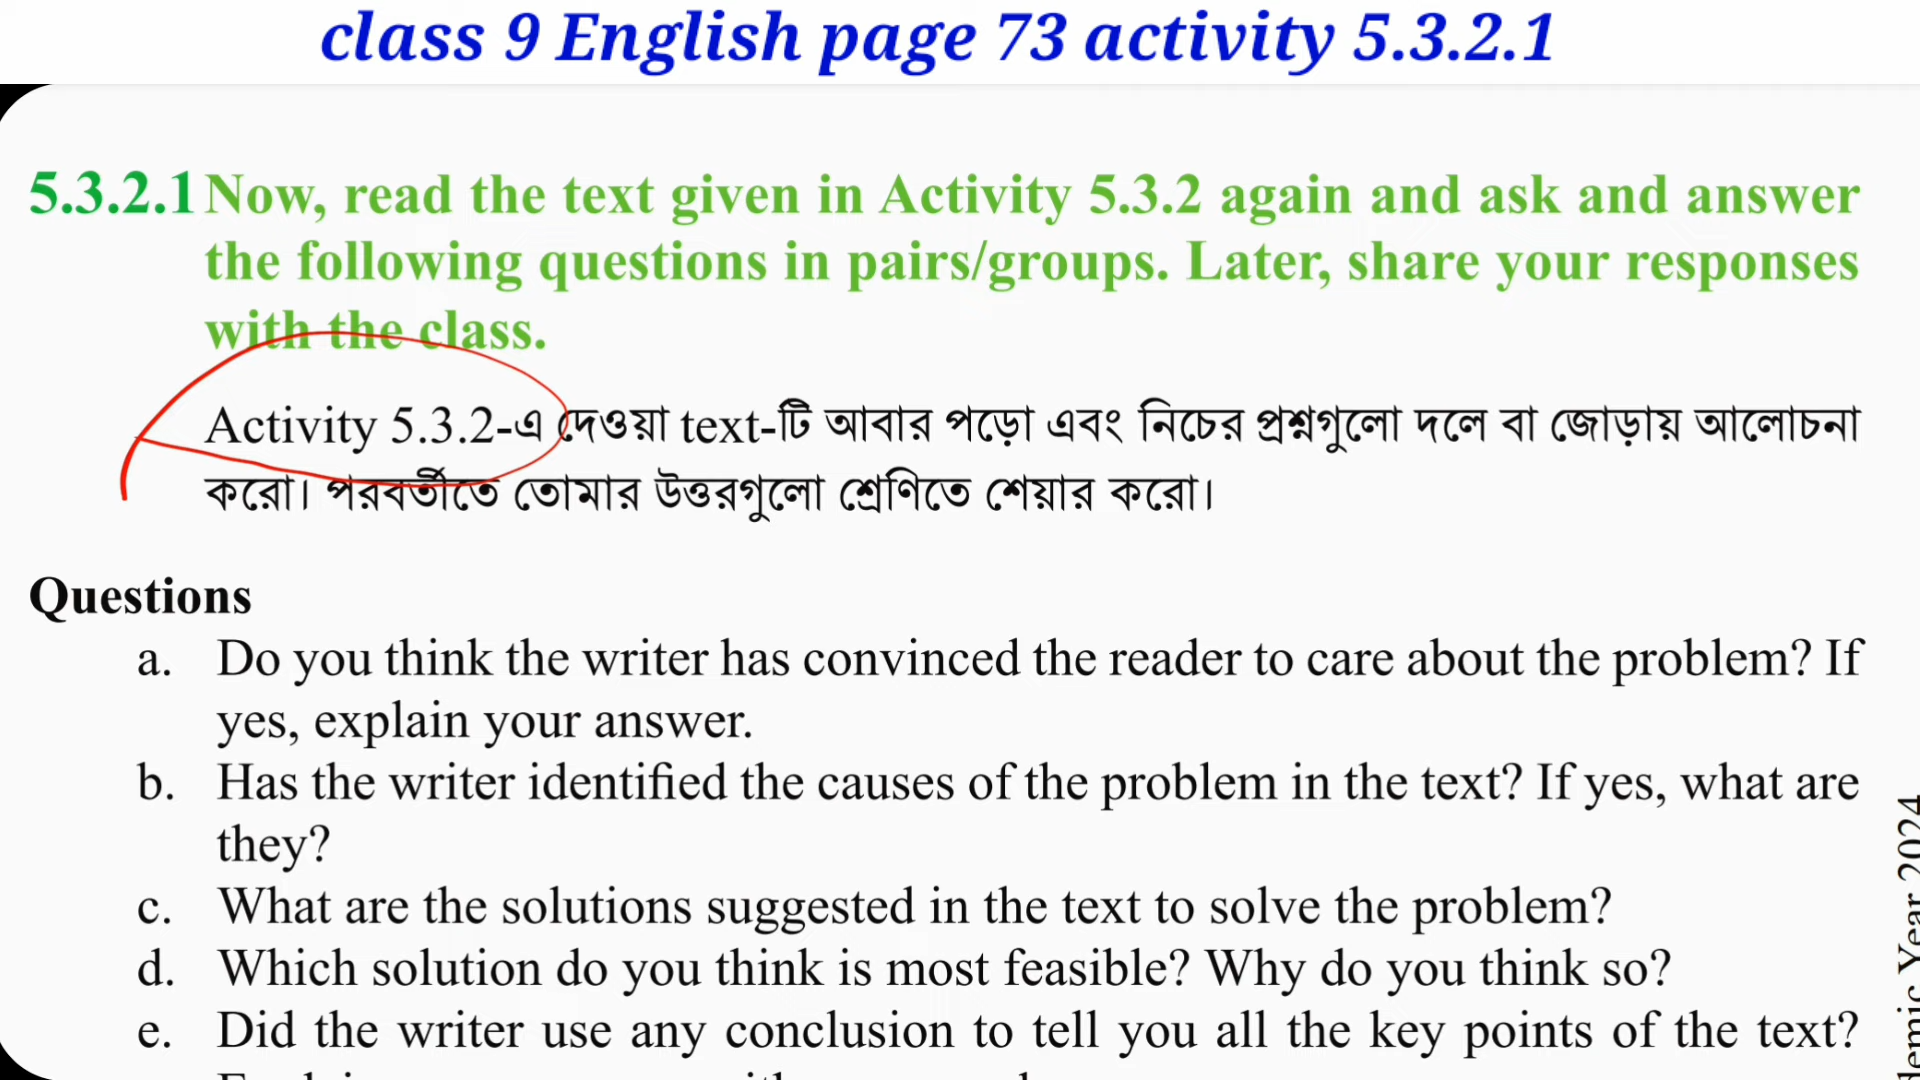 class 9 English page 73 activity 5.3.2.1
5.3.2.1 Now, read the text given in Activity 5.3.2 again and ask and answer
the following questions in pairs/groups. Later, share your responses
with the class.
Activity 5.3.2-এ দেওয়া text-টি আবার পড়ো এবং নিচের প্রশ্নগুলো দলে বা জোড়ায় আলোচনা
করো। পরবর্তীতে তোমার উত্তরগুলো শ্রেণিতে শেয়ার করো।
Questions
a. Do you think the writer has convinced the reader to care about the problem? If
yes, explain your answer.
b. Has the writer identified the causes of the problem in the text? If yes, what are
they?
c. What are the solutions suggested in the text to solve the problem?
d. Which solution do you think is most feasible? Why do you think so?
e. Did the writer use any conclusion to tell you all the key points of the text?
Year 2024